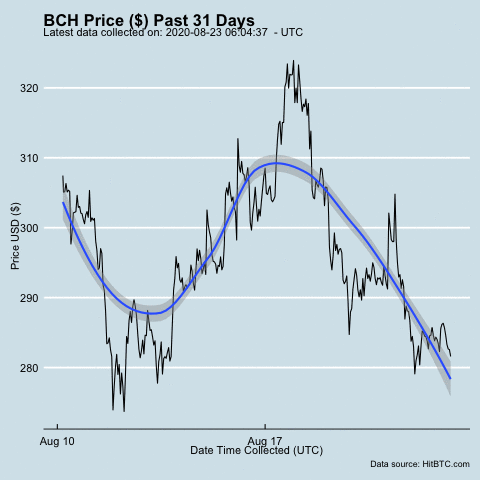 BCH Price ($) Past 31 Days
Latest data collected on: 2020-08-23 06:04:37 - UTC
320
310
300
290
280
Price USD ($)
Aug 10
Aug 17
Date Time Collected (UTC)
Data source: HitBTC.com